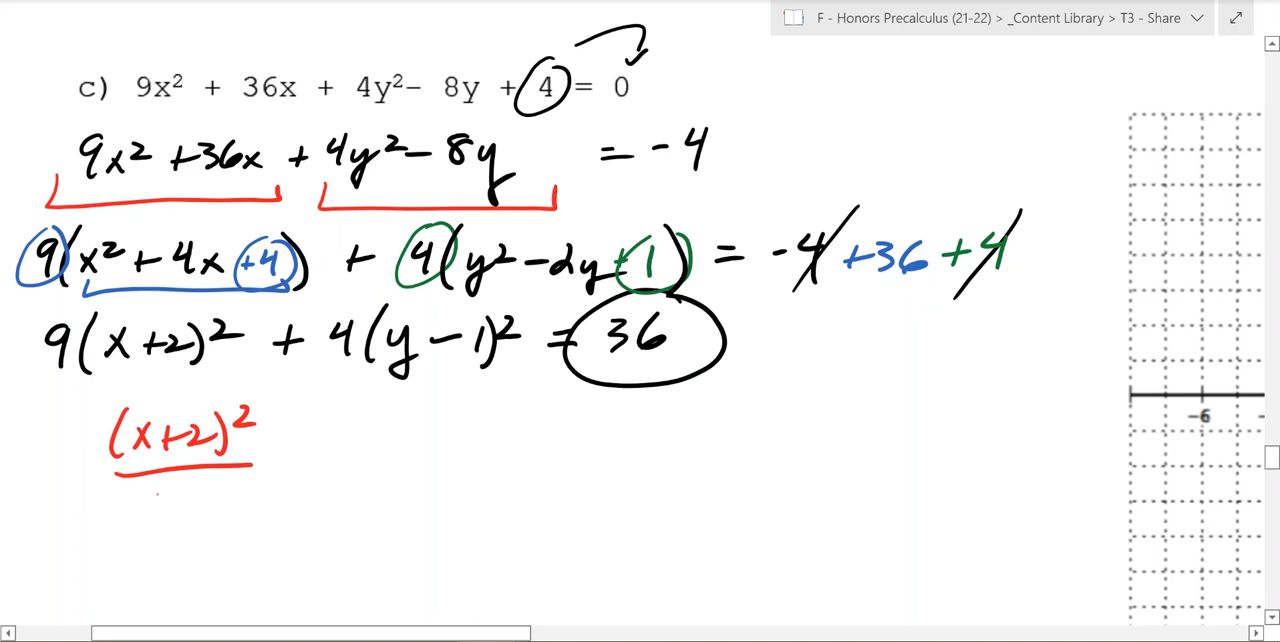 F - Honors Precalculus (21-22) > _Content Library > T3 - Share
c) 9x² + 36x + 4y² - 8y + 4 = 0
9x² + 36x + 4y² - 8y = -4
9(x² + 4x +4) + 4(y² - 2y + 1) = -4 +36 +4
9(x+2)² + 4(y-1)² = 36
(x+2)²
-6